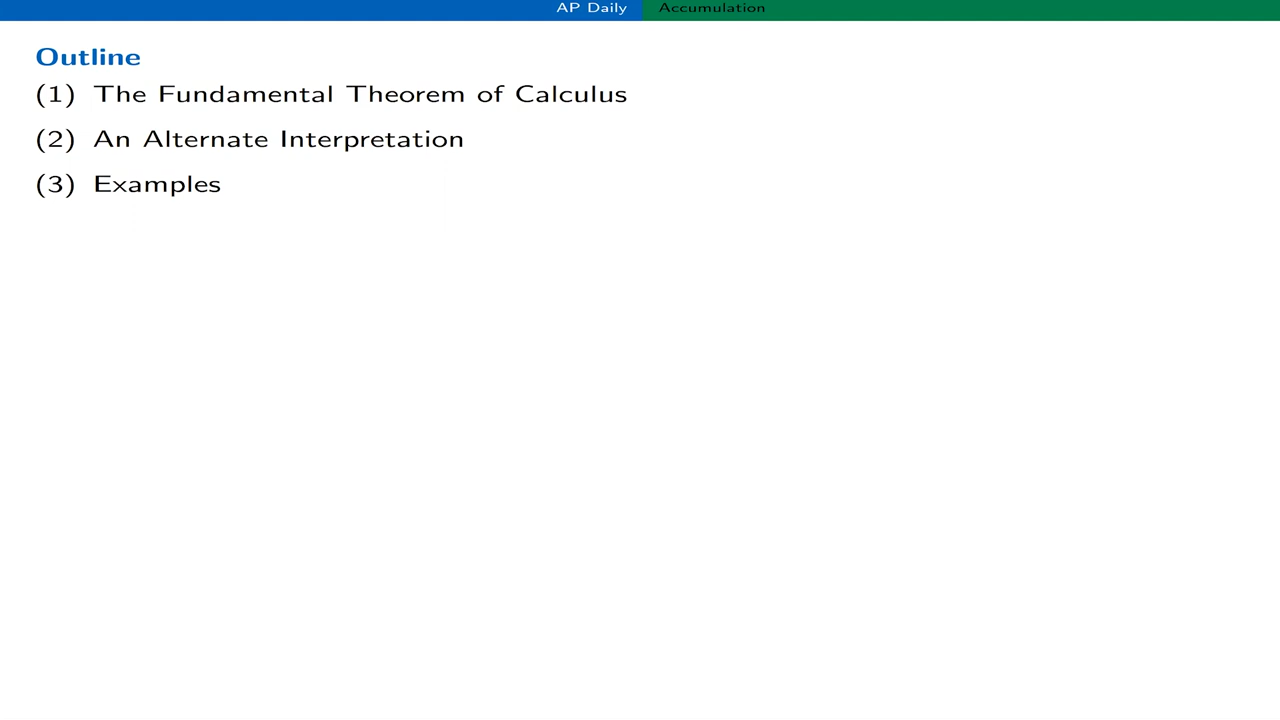 AP Daily Accumulation
Outline
(1) The Fundamental Theorem of Calculus
(2) An Alternate Interpretation
(3) Examples